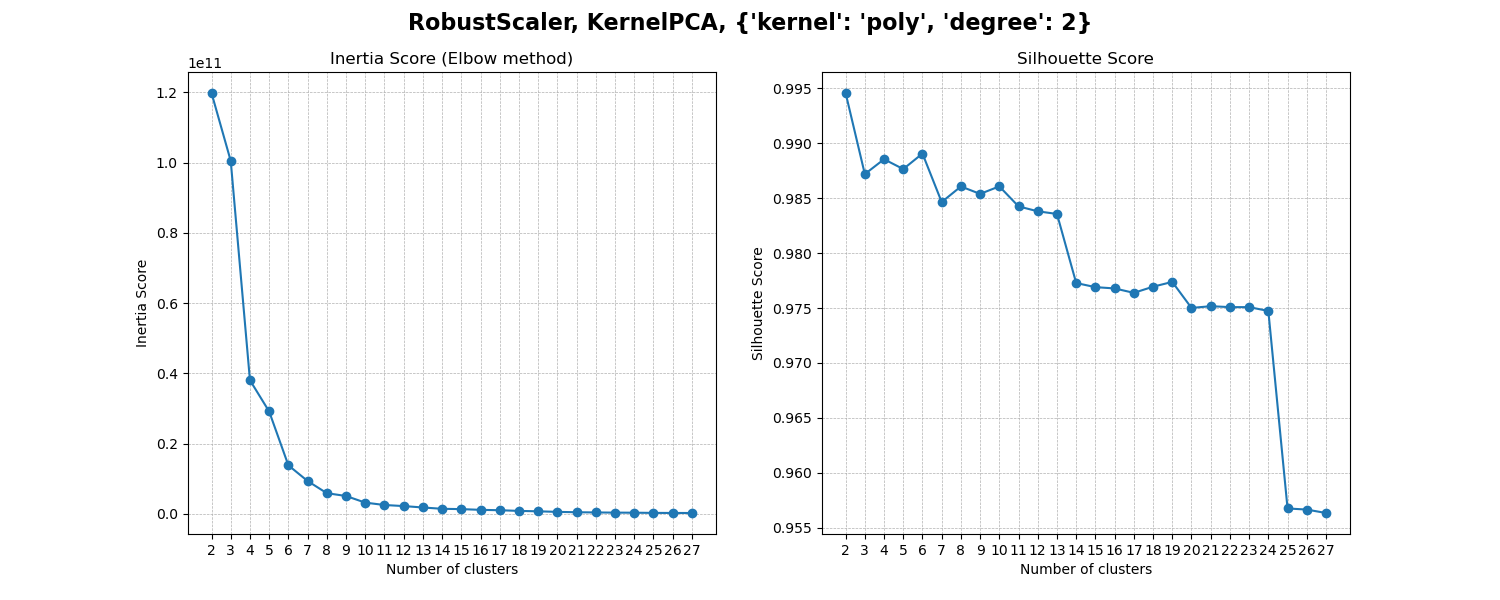 RobustScaler, KernelPCA, {'kernel': 'poly', 'degree': 2}
Inertia Score (Elbow method)
1e11
1.2
1.0
0.8
0.6
0.4
0.2
0.0
Inertia Score
2 3 4 5 6 7 8 9 10 11 12 13 14 15 16 17 18 19 20 21 22 23 24 25 26 27
Number of clusters
Silhouette Score
0.995
0.990
0.985
0.980
0.975
0.970
0.965
0.960
0.955
Silhouette Score
2 3 4 5 6 7 8 9 10 11 12 13 14 15 16 17 18 19 20 21 22 23 24 25 26 27
Number of clusters